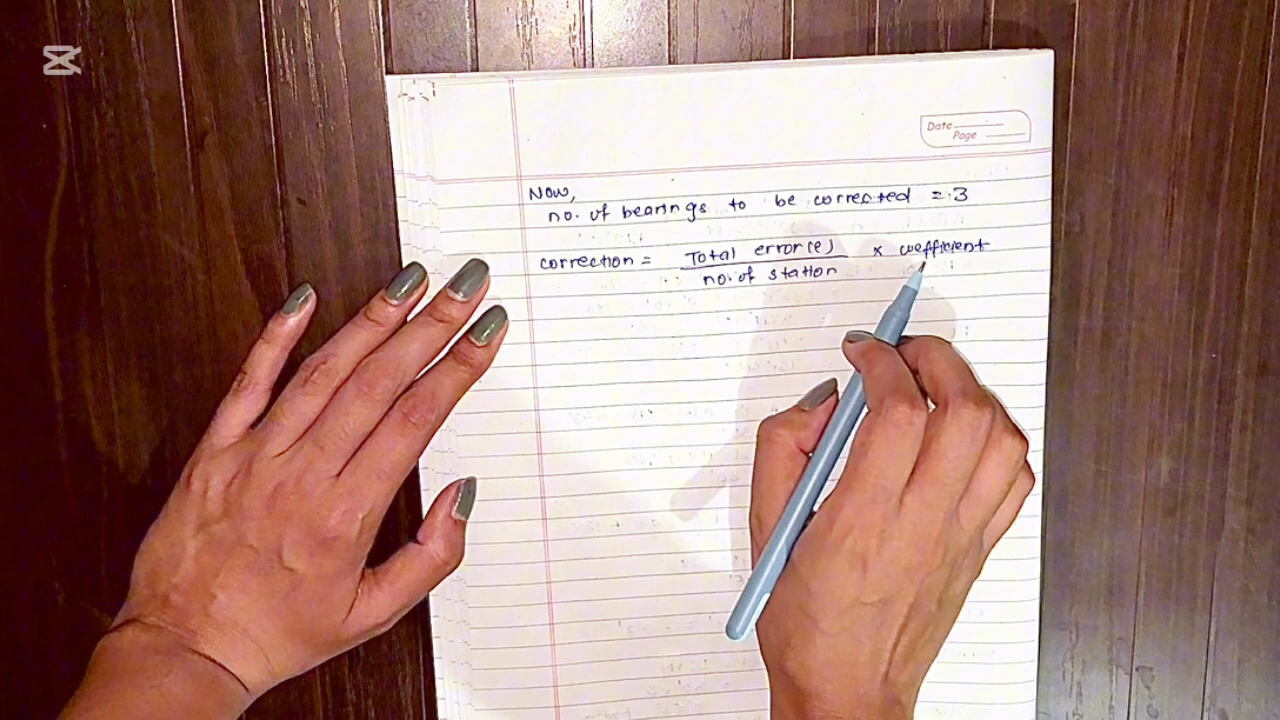 Date
Page
Now,
no. of bearings to be corrected = 3
correction = Total error(e) / no. of station × coefficient